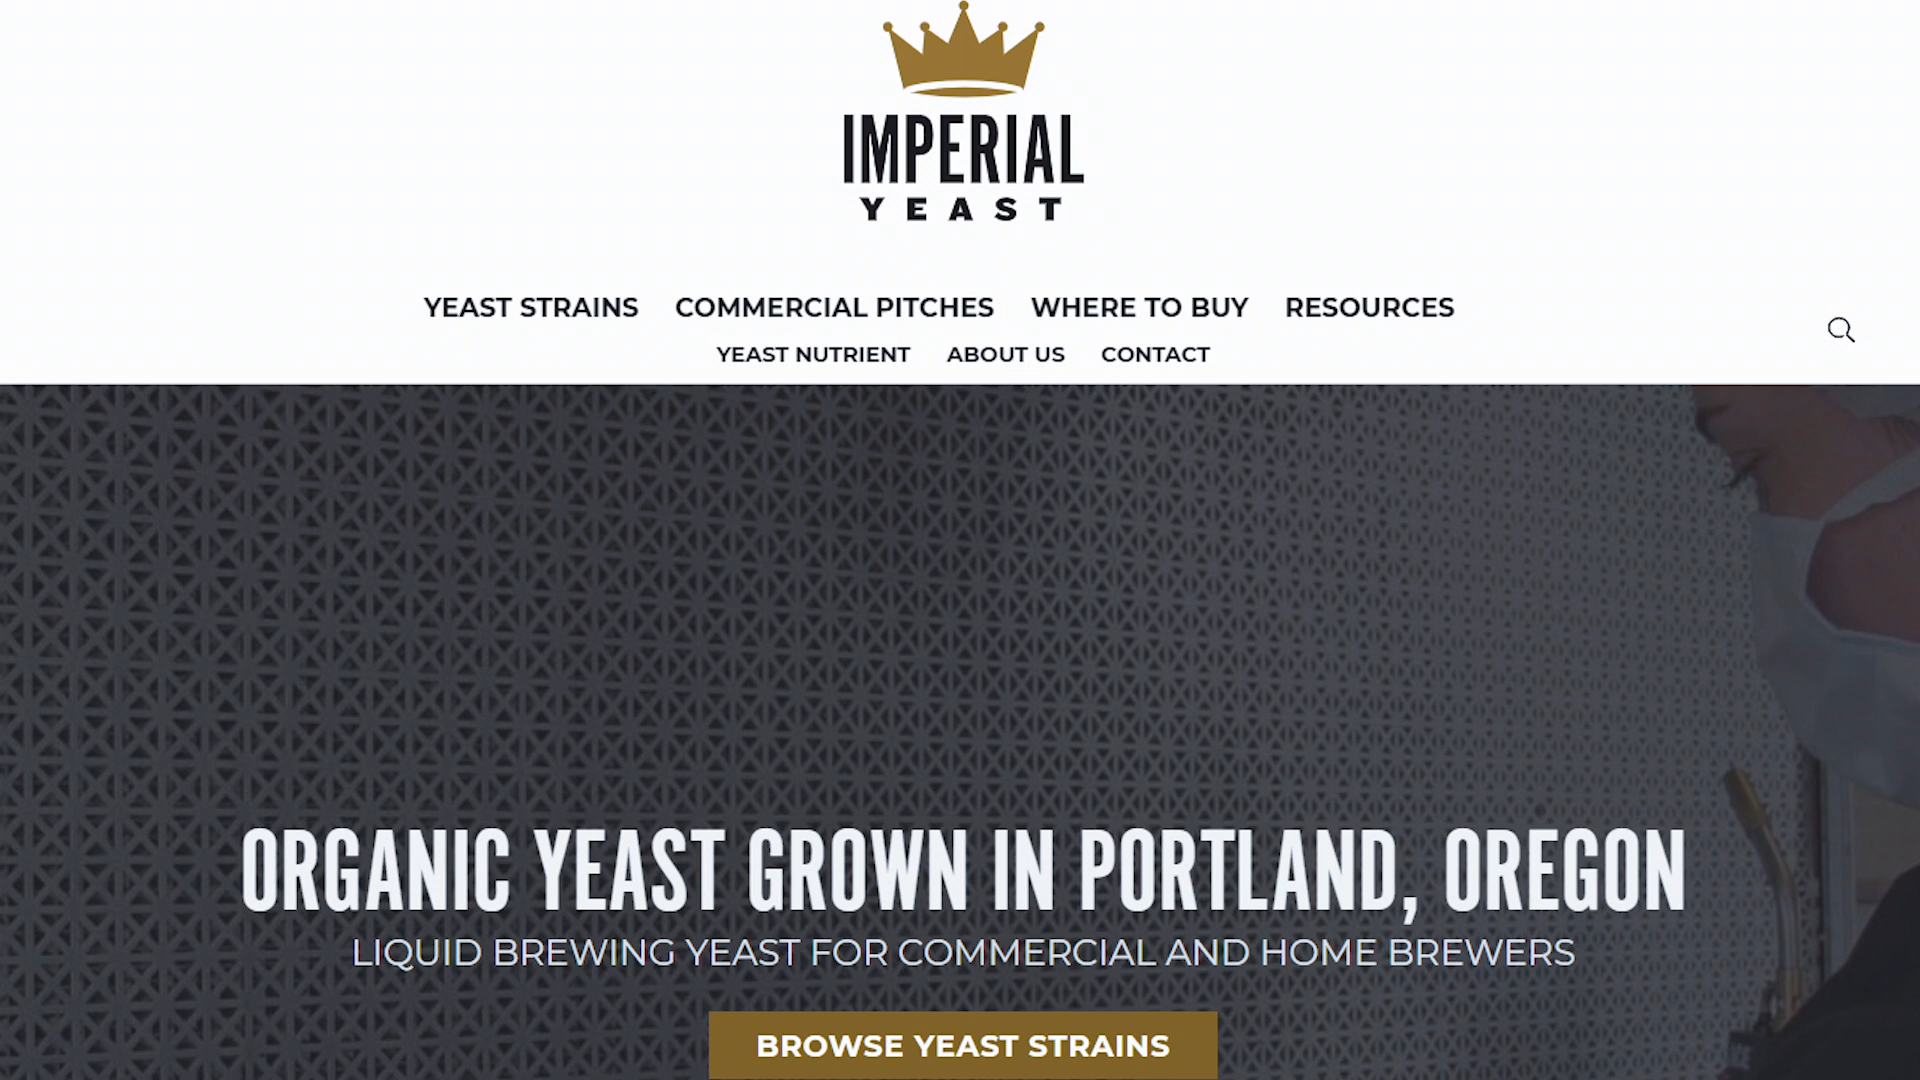 IMPERIAL
YEAST
YEAST STRAINS COMMERCIAL PITCHES WHERE TO BUY RESOURCES
YEAST NUTRIENT ABOUT US CONTACT
ORGANIC YEAST GROWN IN PORTLAND, OREGON
LIQUID BREWING YEAST FOR COMMERCIAL AND HOME BREWERS
BROWSE YEAST STRAINS